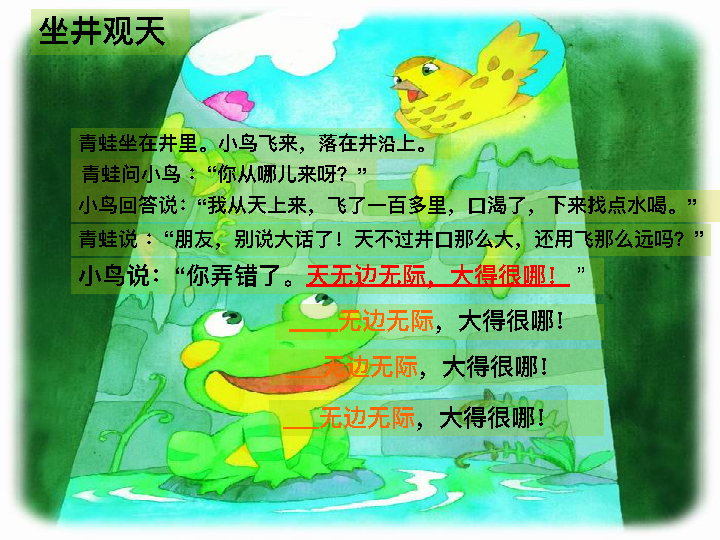 坐井观天
青蛙坐在井里。小鸟飞来，落在井沿上。
青蛙问小鸟：“你从哪儿来呀？”
小鸟回答说：“我从天上来，飞了一百多里，口渴了，下来找点水喝。”
青蛙说：“朋友，别说大话了！天不过井口那么大，还用飞那么远吗？”
小鸟说：“你弄错了。天无边无际，大得很哪！”
____无边无际，大得很哪！
____无边无际，大得很哪！
___无边无际，大得很哪！